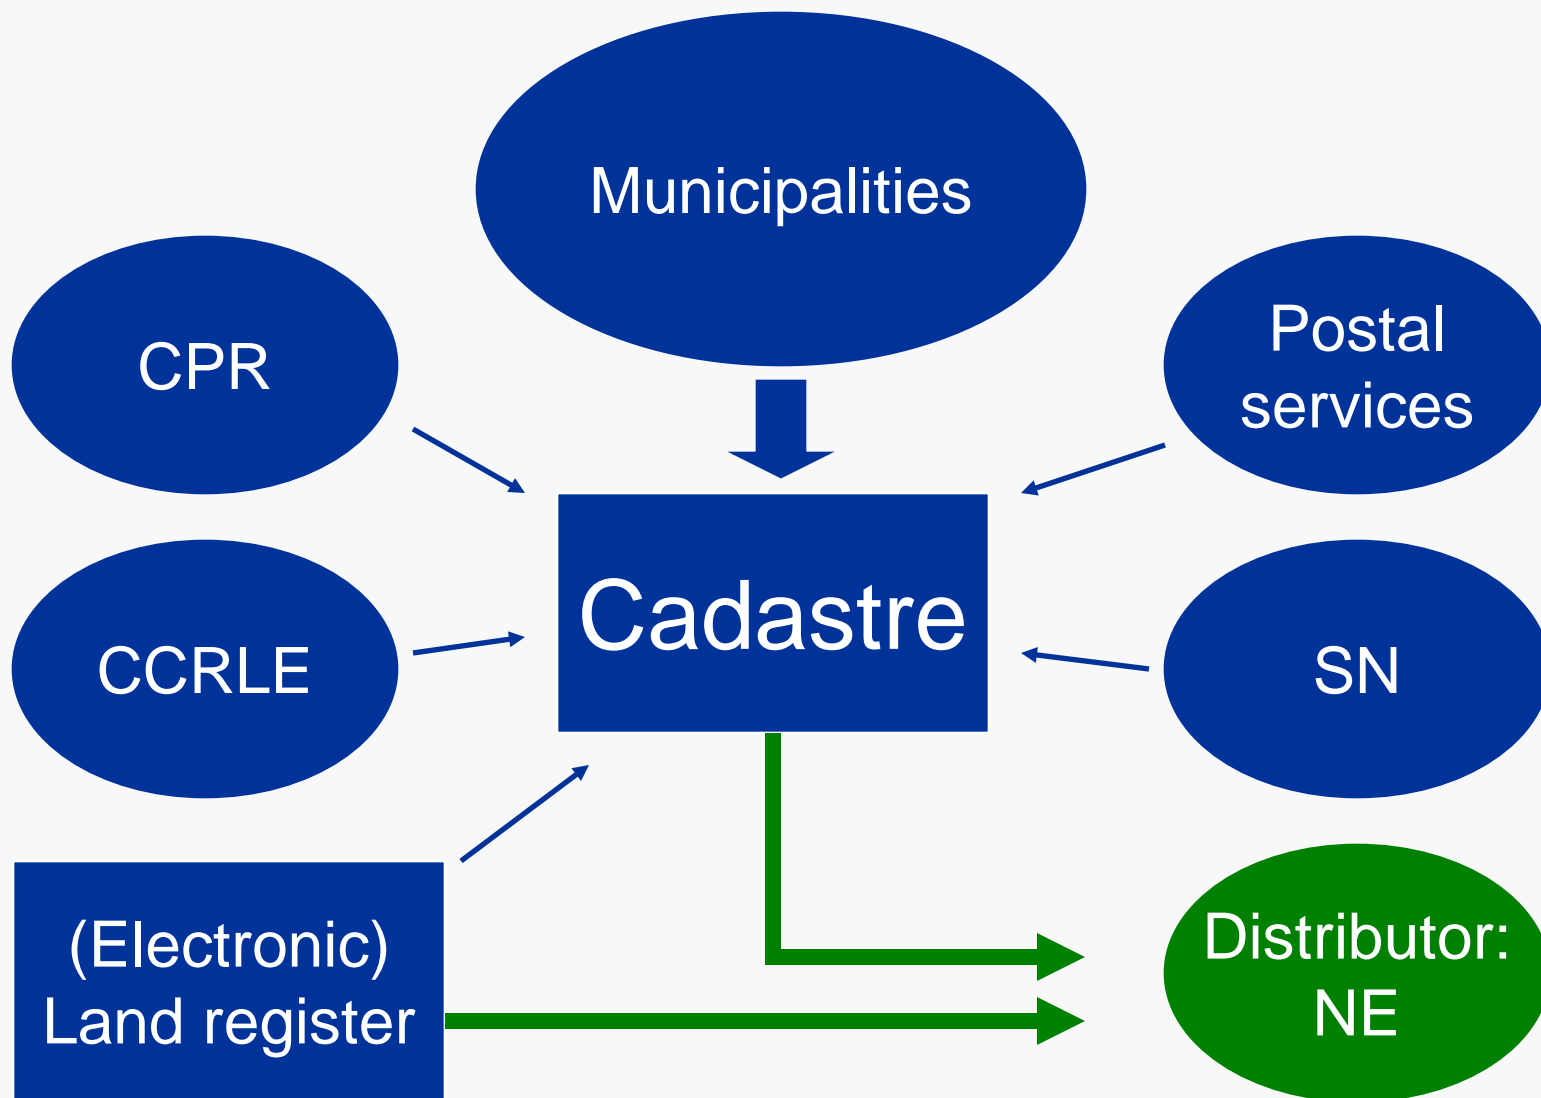 Municipalities
CPR
Postal
services
Cadastre
CCRLE
SN
(Electronic)
Land register
Distributor:
NE